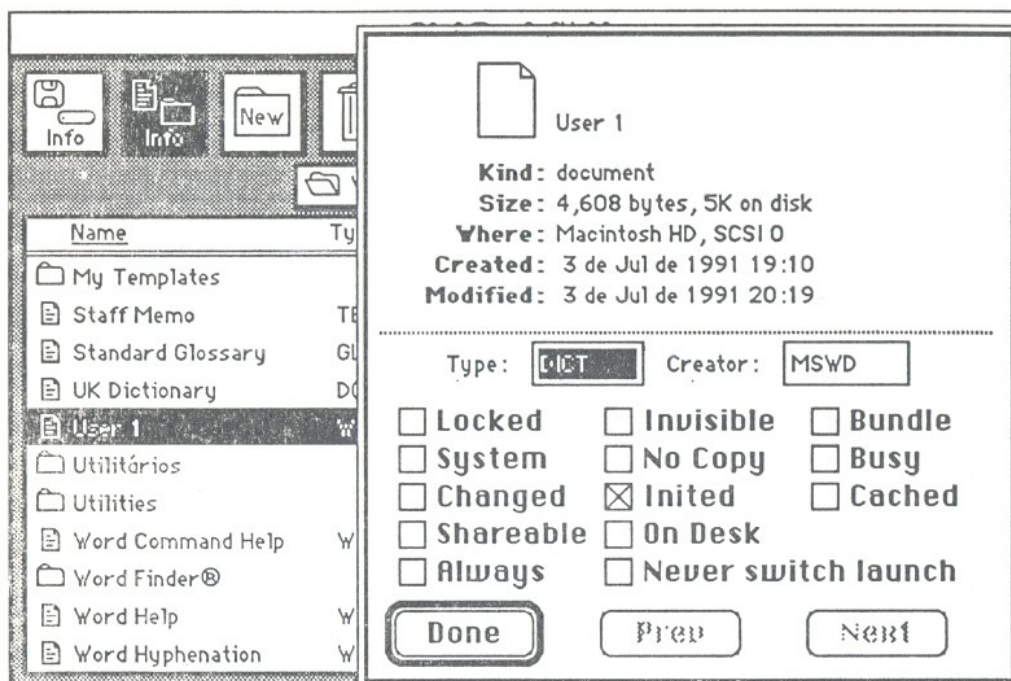 Info
Info
New
Name Ty
My Templates
Staff Memo TE
Standard Glossary GL
UK Dictionary DO
User 1 W
Utilitários
Utilities
Word Command Help W
Word Finder®
Word Help W
Word Hyphenation W
User 1
Kind: document
Size: 4,608 bytes, 5K on disk
Where: Macintosh HD, SCSI 0
Created: 3 de Jul de 1991 19:10
Modified: 3 de Jul de 1991 20:19
Type: DICT Creator: MSWD
Locked Invisible Bundle
System No Copy Busy
Changed Inited Cached
Shareable On Desk
Always Never switch launch
Done Prev Next